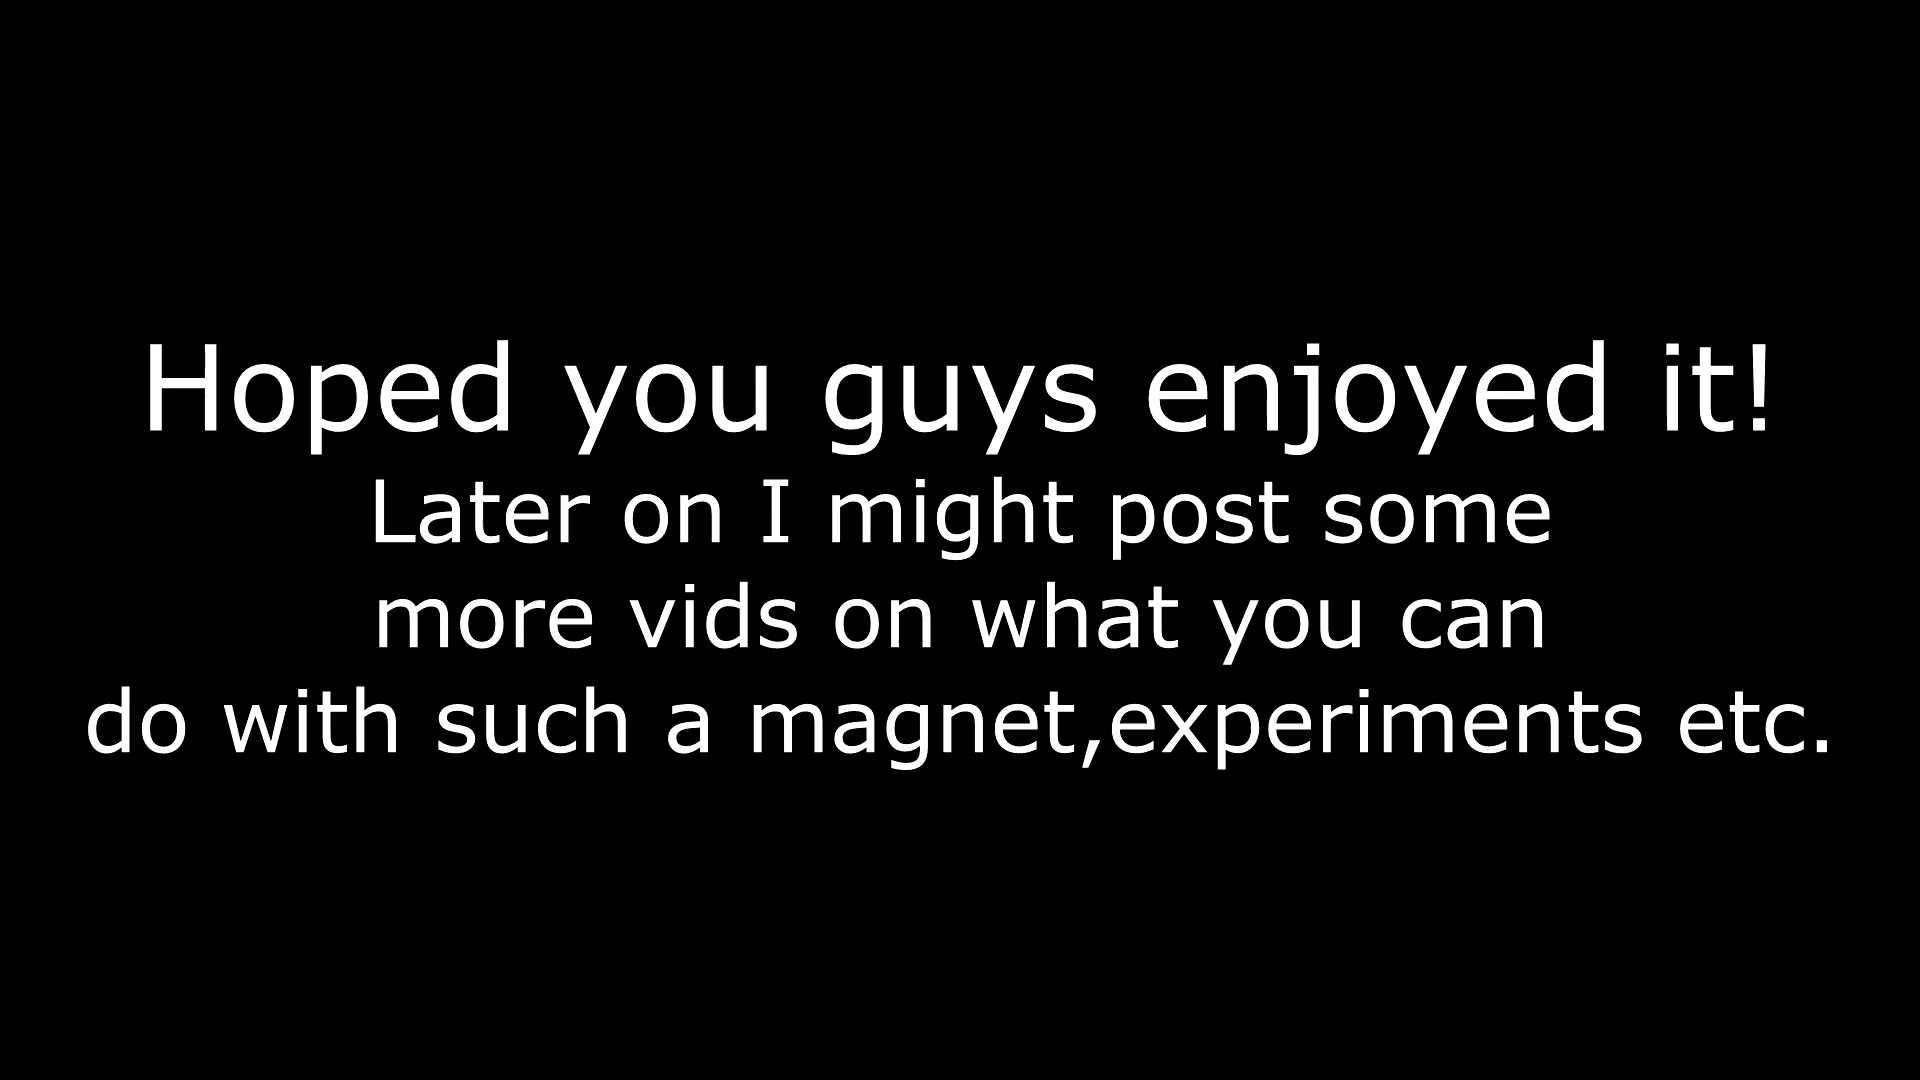 Hoped you guys enjoyed it!
Later on I might post some
more vids on what you can
do with such a magnet,experiments etc.